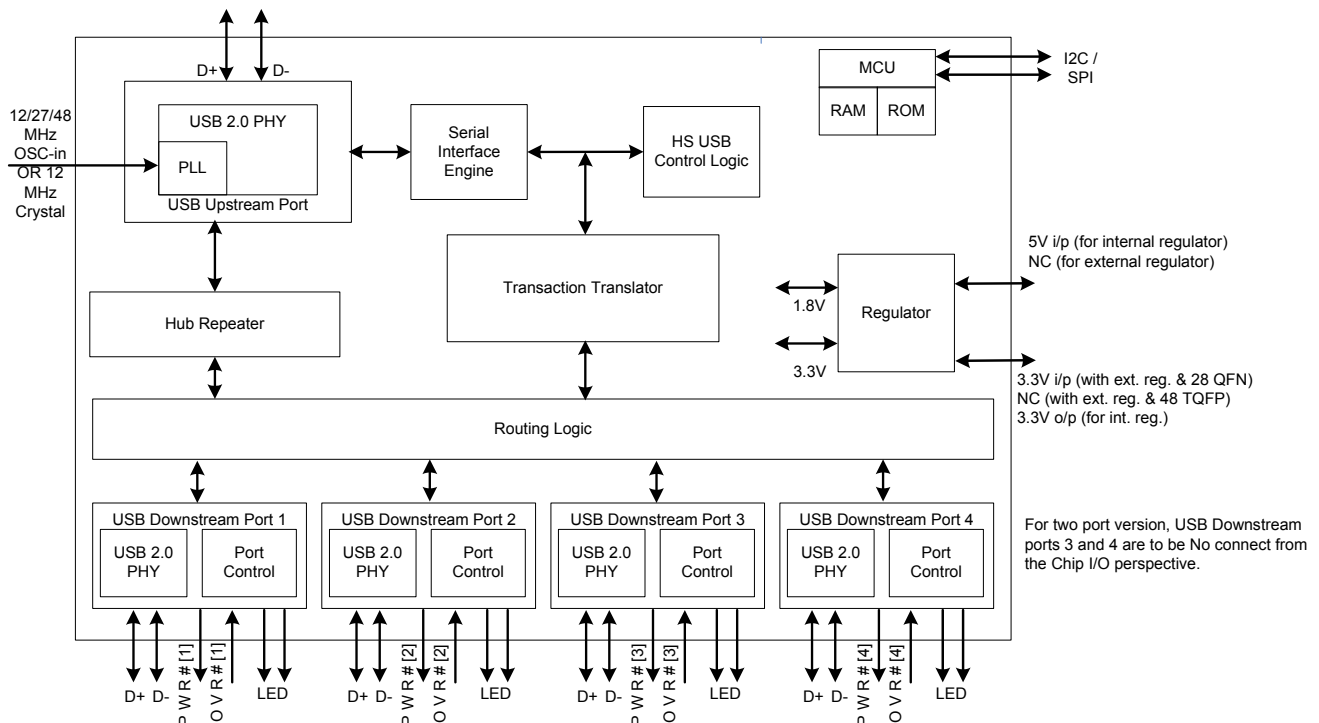 D+ D-
I2C /
SPI
MCU
RAM ROM
12/27/48
MHz
OSC-in
OR 12
MHz
Crystal
USB 2.0 PHY
PLL
USB Upstream Port
Serial
Interface
Engine
HS USB
Control Logic
5V i/p (for internal regulator)
NC (for external regulator)
Transaction Translator
1.8V
Regulator
Hub Repeater
3.3V
3.3V i/p (with ext. reg. & 28 QFN)
NC (with ext. reg. & 48 TQFP)
3.3V o/p (for int. reg.)
Routing Logic
USB Downstream Port 1
USB 2.0
PHY
Port
Control
USB Downstream Port 2
USB 2.0
PHY
Port
Control
USB Downstream Port 3
USB 2.0
PHY
Port
Control
USB Downstream Port 4
USB 2.0
PHY
Port
Control
For two port version, USB Downstream
ports 3 and 4 are to be No connect from
the Chip I/O perspective.
D+ D-
P W R # [1]
O V R # [1]
LED
D+ D-
P W R # [2]
O V R # [2]
LED
D+ D-
P W R # [3]
O V R # [3]
LED
D+ D-
P W R # [4]
O V R # [4]
LED